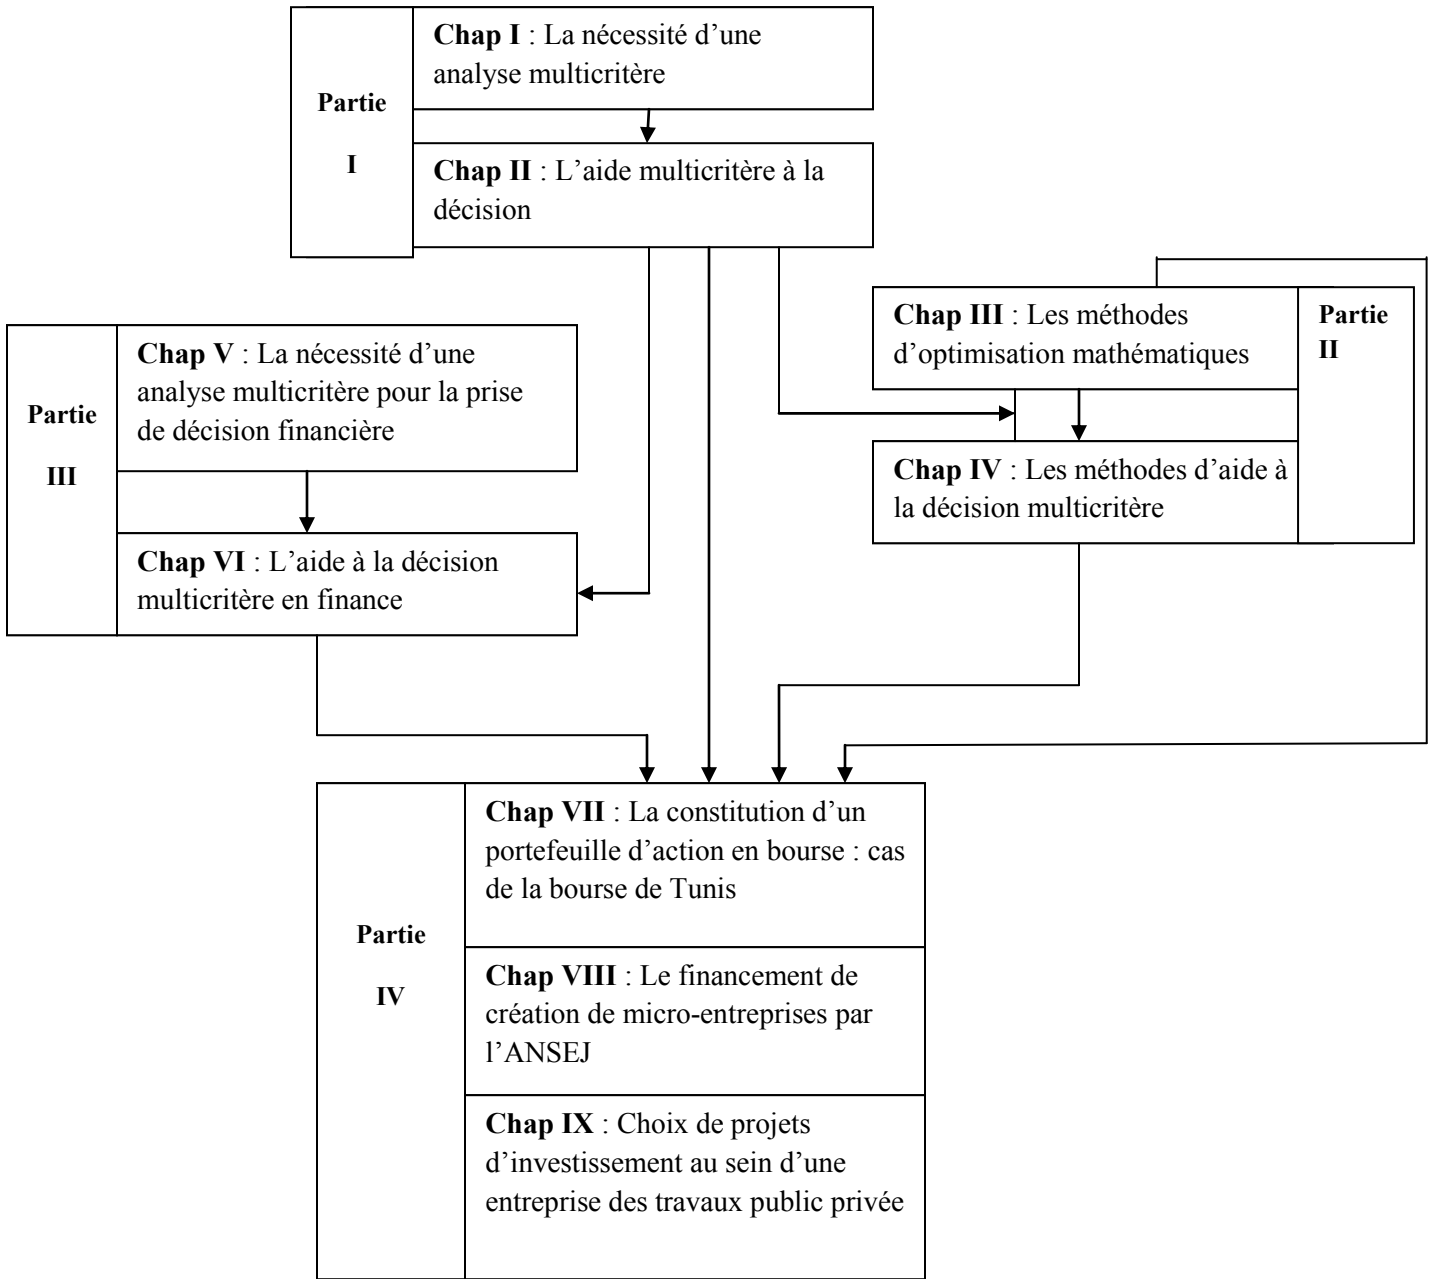 Partie
I
Chap I : La nécessité d’une
analyse multicritère
Chap II : L’aide multicritère à la
décision
Chap III : Les méthodes
d’optimisation mathématiques
Partie
II
Chap IV : Les méthodes d’aide à
la décision multicritère
Partie
III
Chap V : La nécessité d’une
analyse multicritère pour la prise
de décision financière
Chap VI : L’aide à la décision
multicritère en finance
Partie
IV
Chap VII : La constitution d’un
portefeuille d’action en bourse : cas
de la bourse de Tunis
Chap VIII : Le financement de
création de micro-entreprises par
l’ANSEJ
Chap IX : Choix de projets
d’investissement au sein d’une
entreprise des travaux public privée